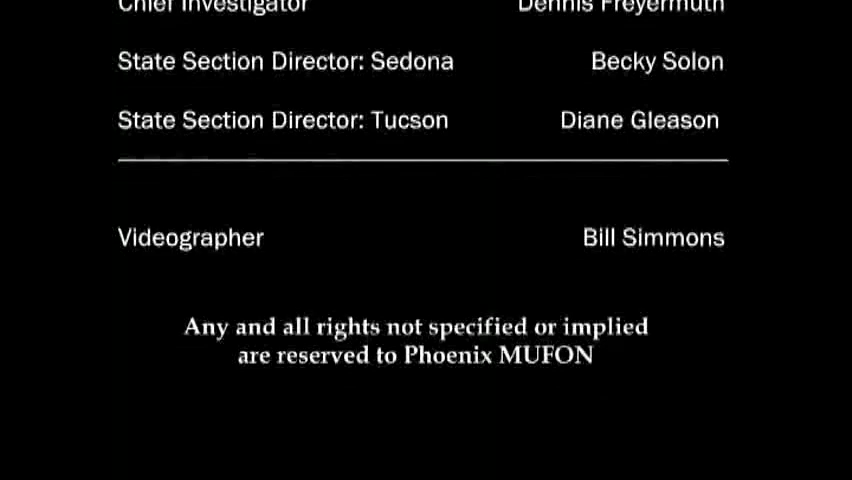 Chief Investigator Dennis Freyermuth
State Section Director: Sedona Becky Solon
State Section Director: Tucson Diane Gleason
Videographer Bill Simmons
Any and all rights not specified or implied
are reserved to Phoenix MUFON